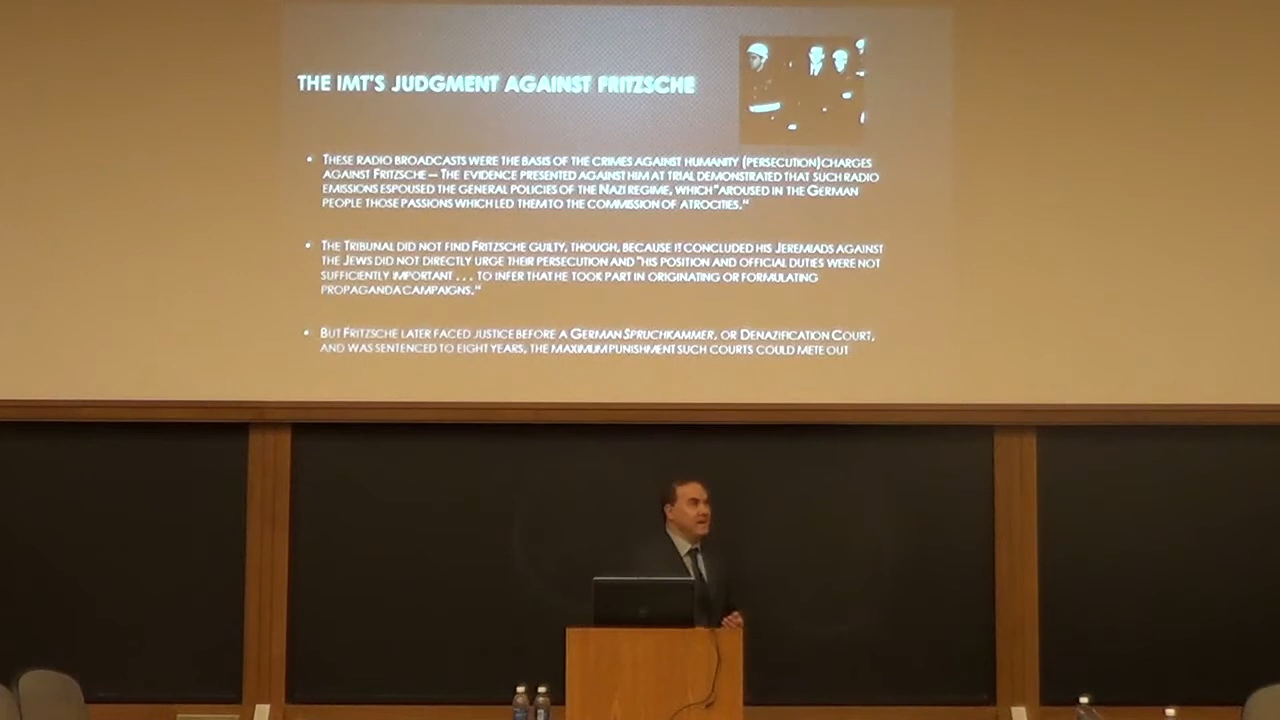 THE IMT'S JUDGMENT AGAINST FRITZSCHE
• THESE RADIO BROADCASTS WERE THE BASIS OF THE CRIMES AGAINST HUMANITY (PERSECUTION)CHARGES
AGAINST FRITZSCHE – THE EVIDENCE PRESENTED AGAINST HIM AT TRIAL DEMONSTRATED THAT SUCH RADIO
EMISSIONS ESPOUSED THE GENERAL POLICIES OF THE NAZI REGIME, WHICH "AROUSED IN THE GERMAN
PEOPLE THOSE PASSIONS WHICH LED THEM TO THE COMMISSION OF ATROCITIES."
• THE TRIBUNAL DID NOT FIND FRITZSCHE GUILTY, THOUGH, BECAUSE IT CONCLUDED HIS JEREMIADS AGAINST
THE JEWS DID NOT DIRECTLY URGE THEIR PERSECUTION AND "HIS POSITION AND OFFICIAL DUTIES WERE NOT
SUFFICIENTLY IMPORTANT . . . TO INFER THAT HE TOOK PART IN ORIGINATING OR FORMULATING
PROPAGANDA CAMPAIGNS."
• BUT FRITZSCHE LATER FACED JUSTICE BEFORE A GERMAN SPRUCHKAMMER, OR DENAZIFICATION COURT,
AND WAS SENTENCED TO EIGHT YEARS, THE MAXIMUM PUNISHMENT SUCH COURTS COULD METE OUT